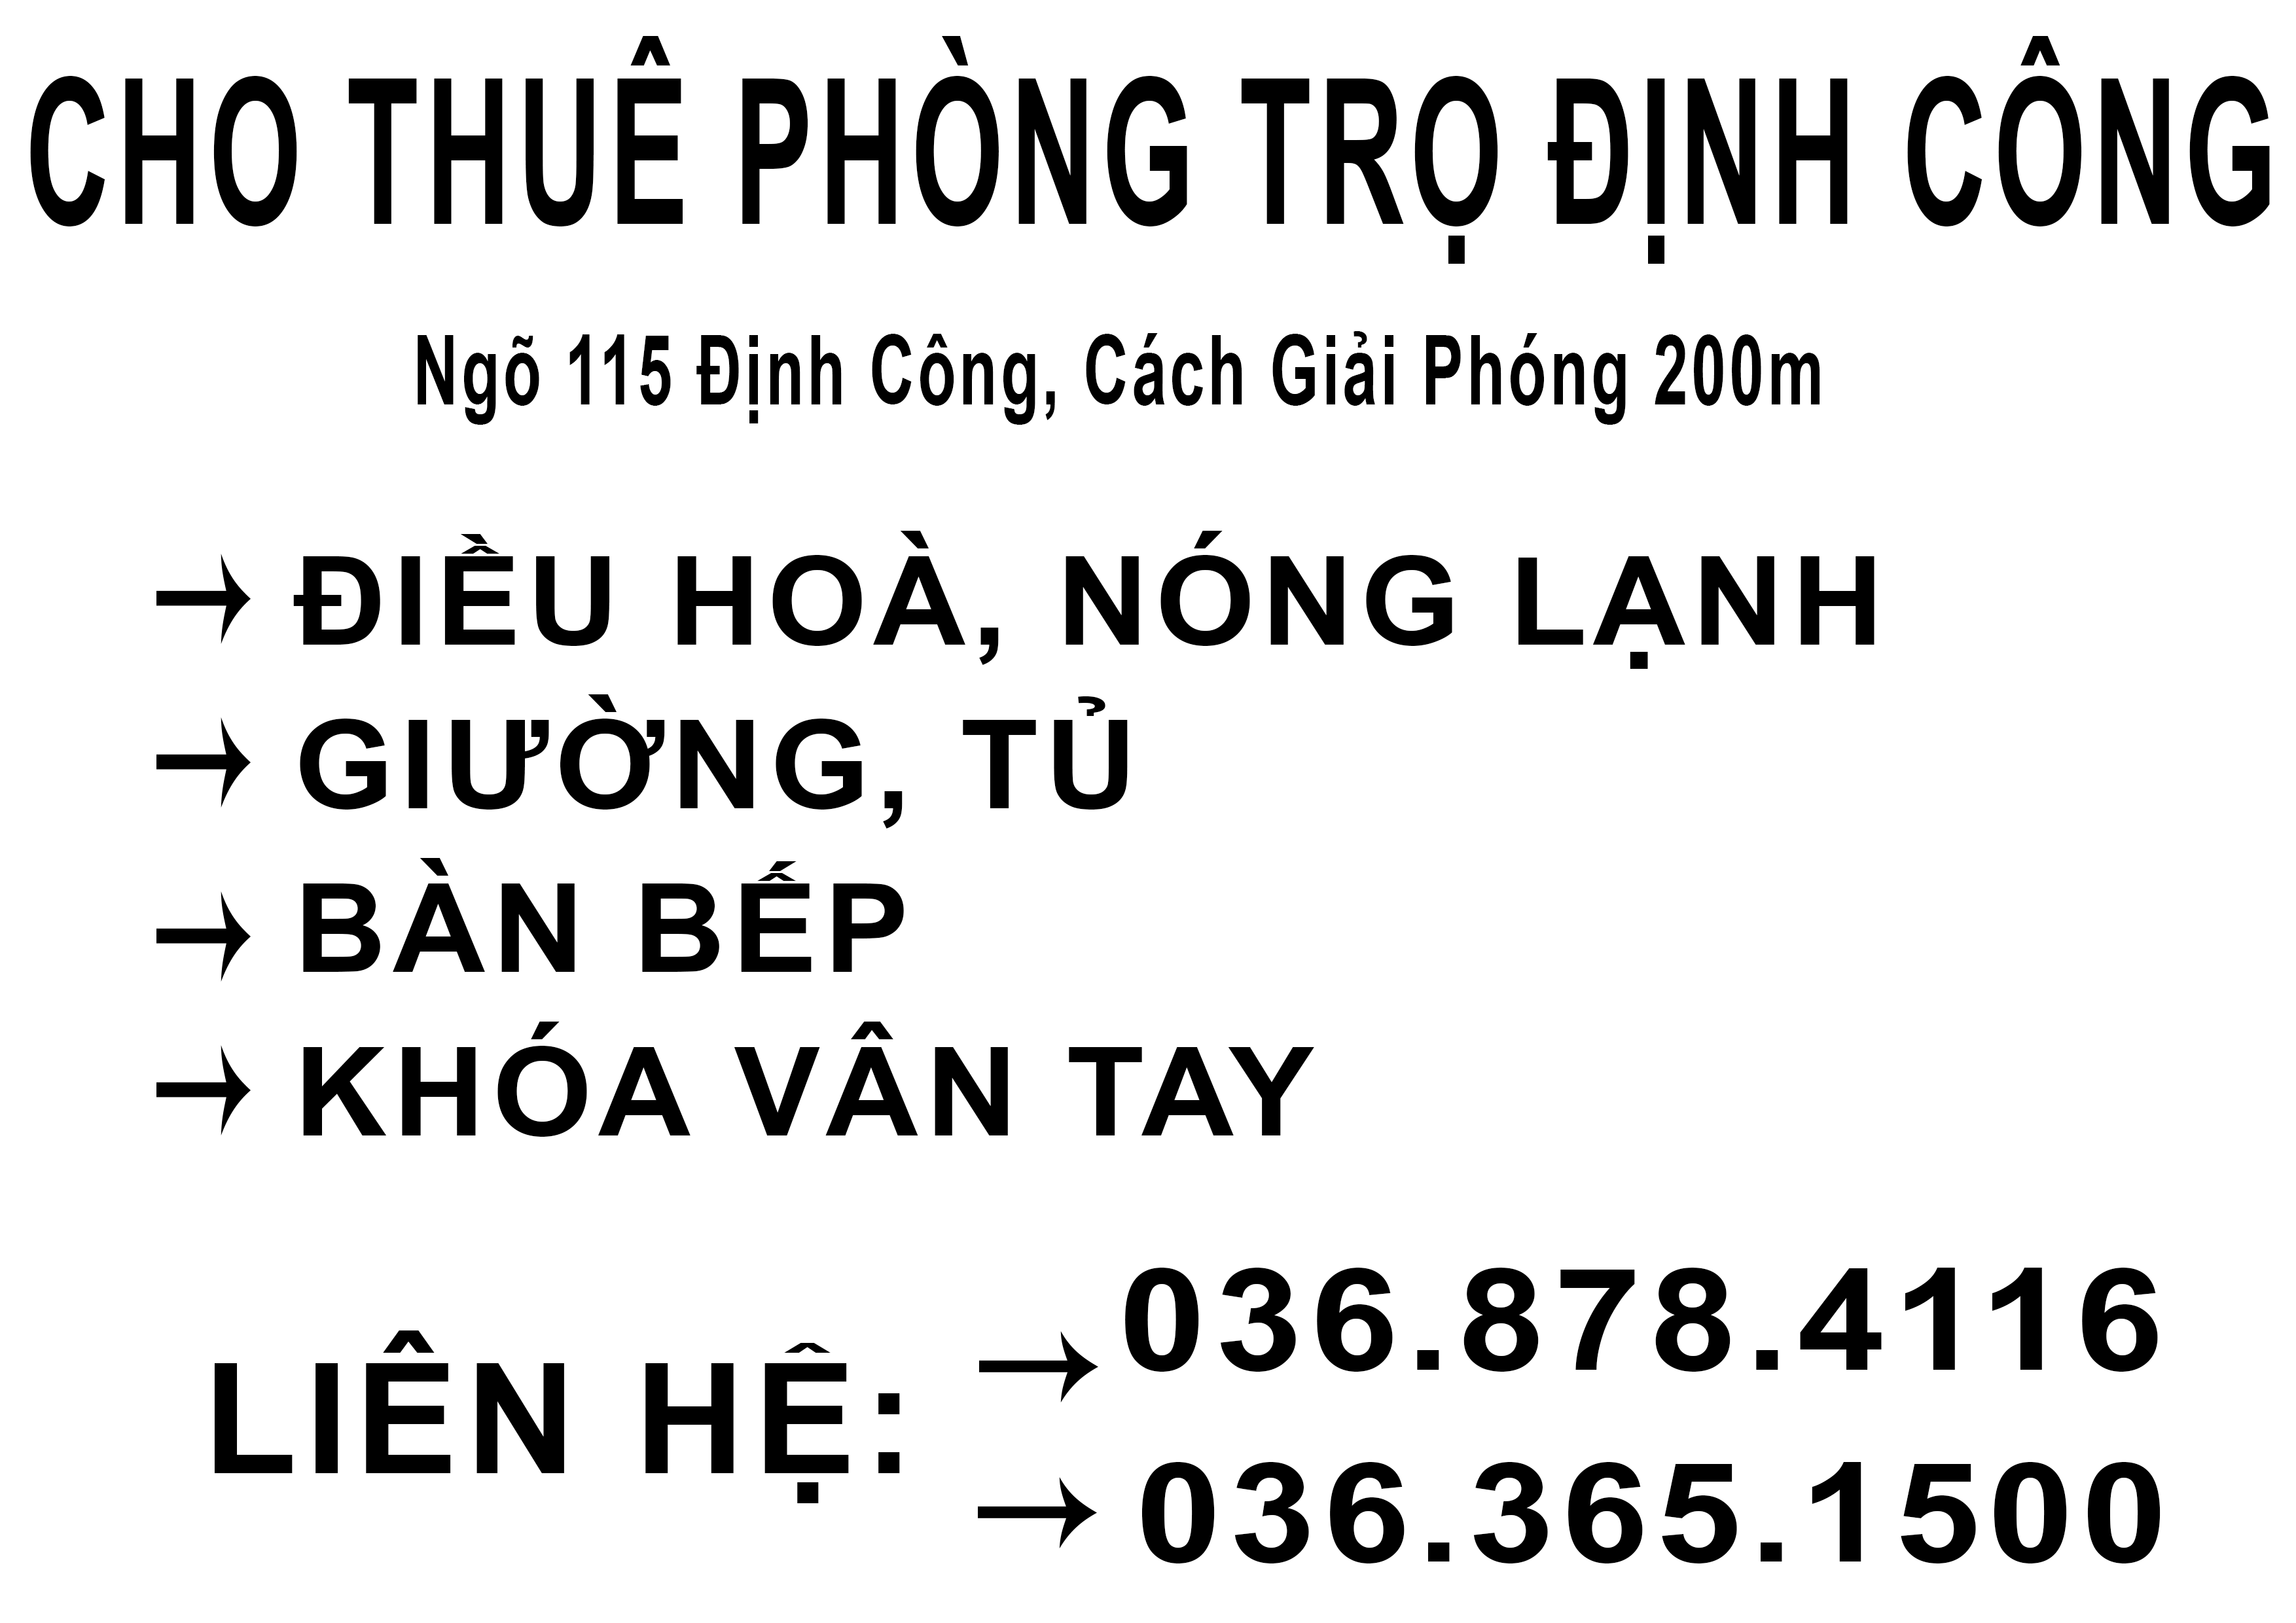 CHO THUÊ PHÒNG TRỌ ĐỊNH CÔNG
Ngõ 115 Định Công, Cách Giải Phóng 200m
→ ĐIỀU HOÀ, NÓNG LẠNH
→ GIƯỜNG, TỦ
→ BÀN BẾP
→ KHÓA VÂN TAY
LIÊN HỆ: → 036.878.4116
→ 036.365.1500